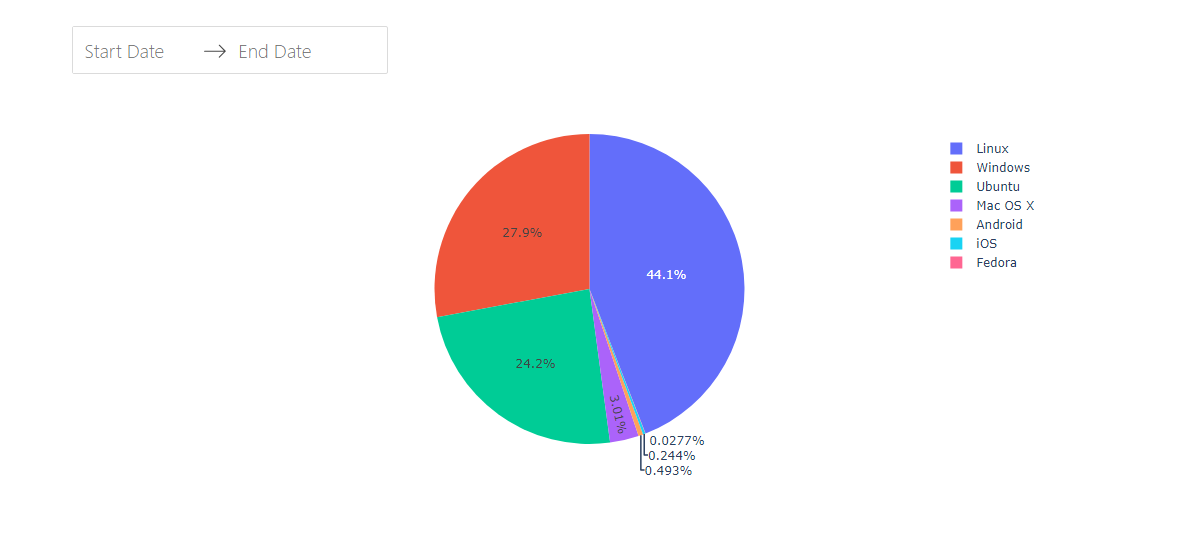 Start Date → End Date
Linux
Windows
Ubuntu
Mac OS X
Android
iOS
Fedora
27.9%
44.1%
24.2%
3.01%
0.0277%
0.244%
0.493%